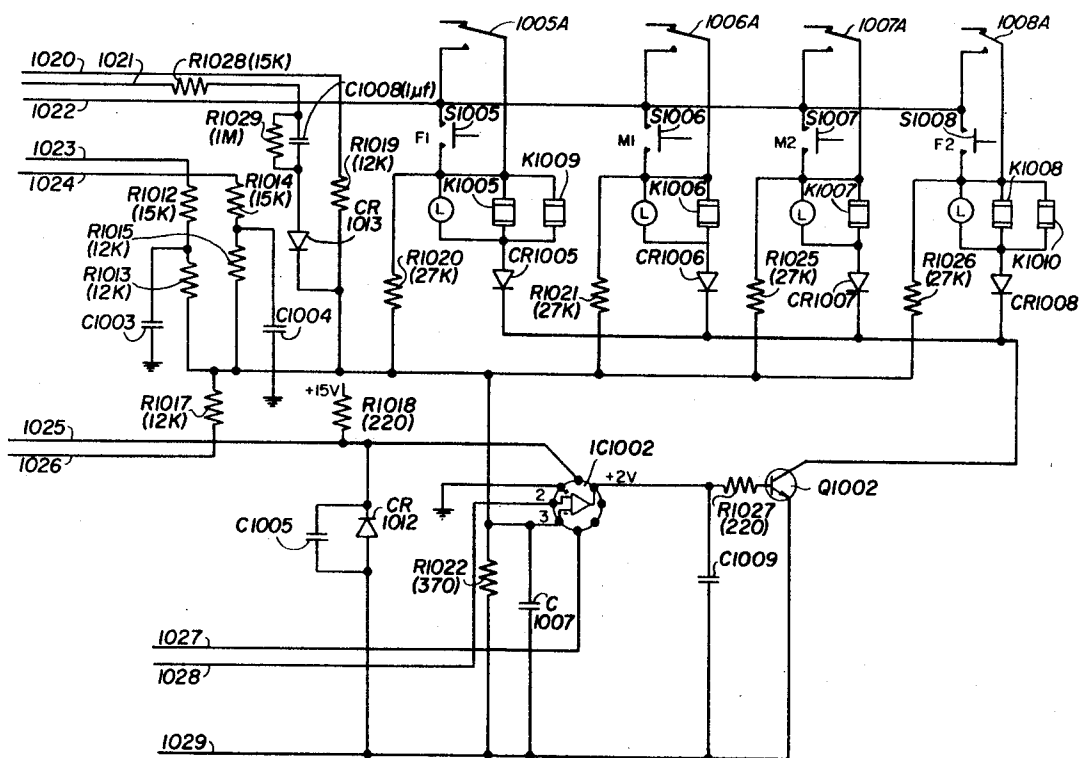 1005A
1006A
1007A
1008A
1020
1021
R1028 (15K)
1022
C1008 (1µf)
S1005
S1006
S1007
S1008
R1029
(1M)
F1
M1
M2
F2
1023
1024
R1019
(12K)
K1009
R1012
(15K)
R1014
(15K)
K1005
K1006
K1007
K1008
L
L
L
L
R1015
(12K)
CR
1013
R1013
(12K)
R1020
(27K)
CR1005
R1021
(27K)
CR1006
R1025
(27K)
CR1007
R1026
(27K)
K1010
CR1008
C1003
C1004
R1017
(12K)
+15V
R1018
(220)
1025
1026
IC1002
+2V
2
3
R1027
(220)
Q1002
C1005
CR
1012
R1022
(370)
C
1007
C1009
1027
1028
1029